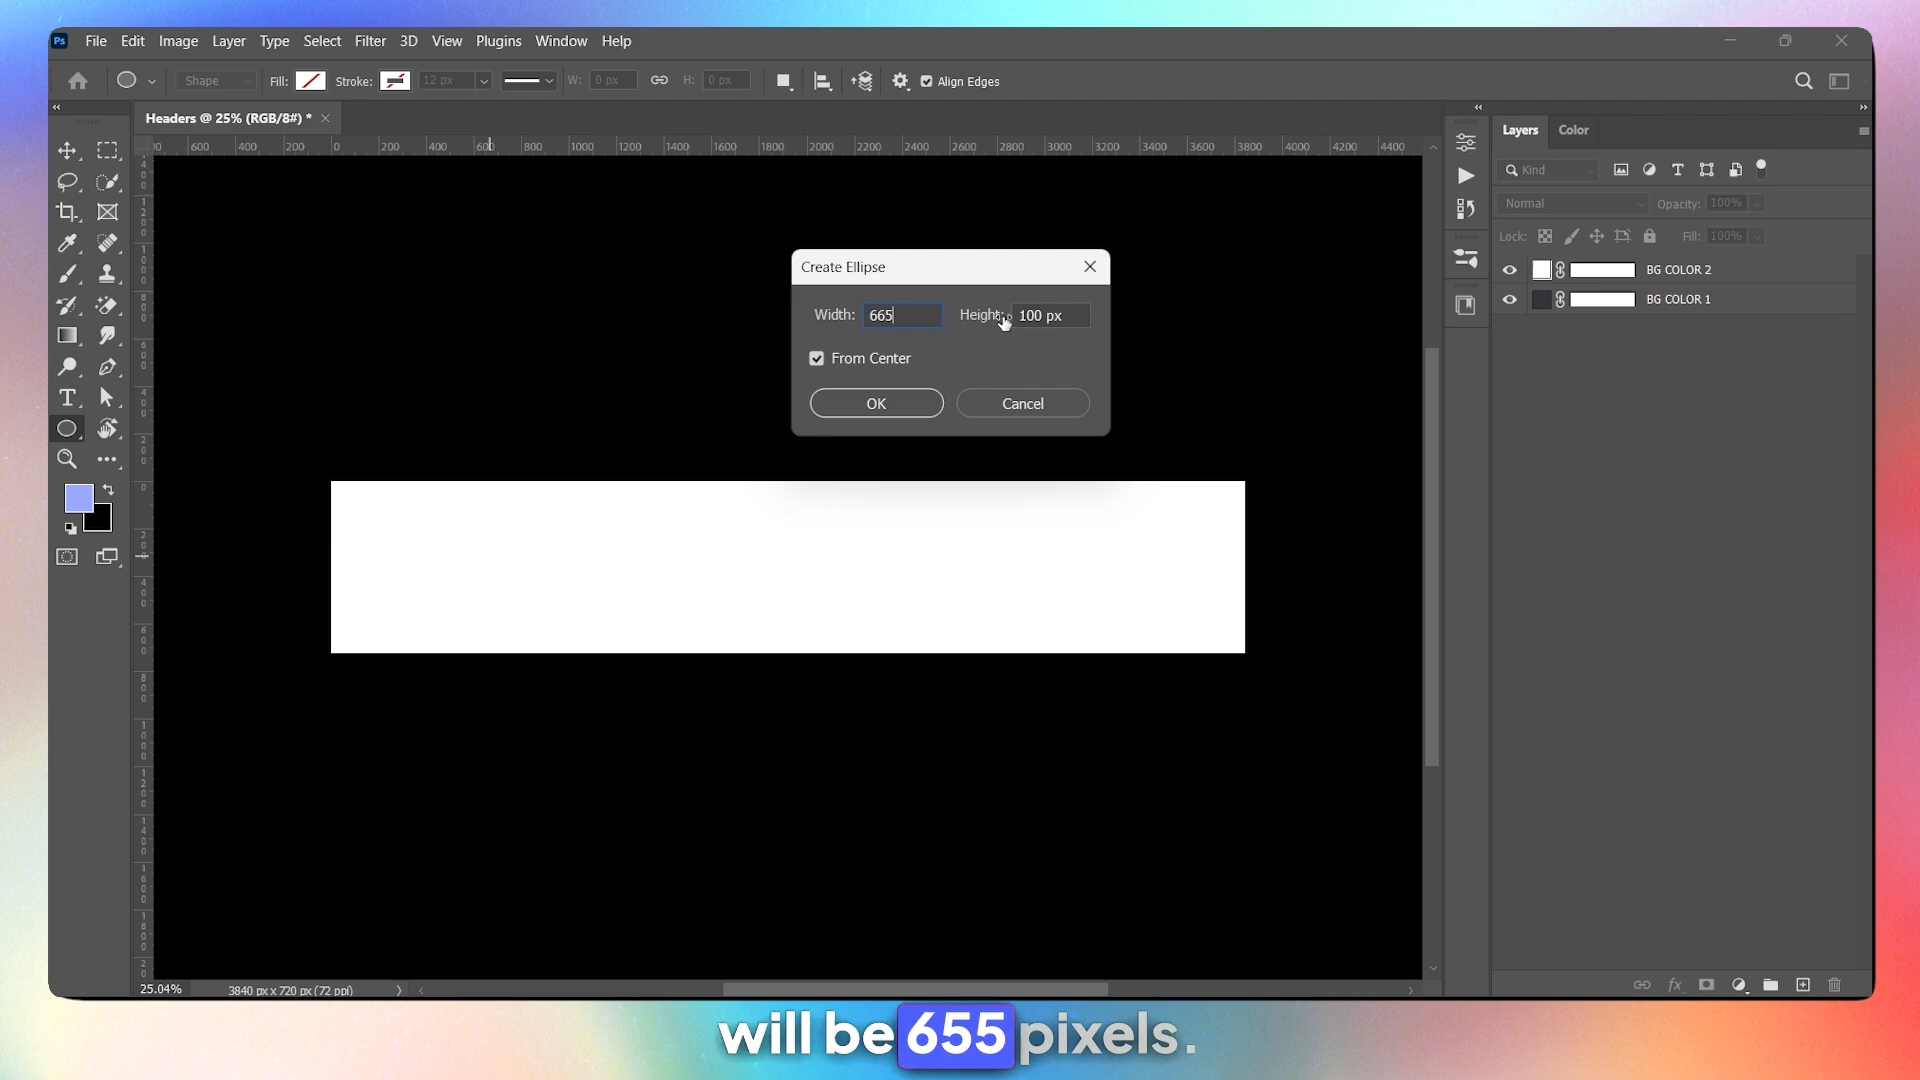 Ps File Edit Image Layer Type Select Filter 3D View Plugins Window Help
Shape Fill: Stroke: 12 px W: 0 px H: 0 px Align Edges
Headers @ 25% (RGB/8#) *
600 400 200 0 200 400 600 800 1000 1200 1400 1600 1800 2000 2200 2400 2600 2800 3000 3200 3400 3600 3800 4000 4200 4400
Layers Color
Kind
Normal Opacity: 100%
Lock: Fill: 100%
BG COLOR 2
BG COLOR 1
Create Ellipse
Width: 665 Height: 100 px
From Center
OK Cancel
25.04% 3840 px x 720 px (72 ppi)
will be 655 pixels.